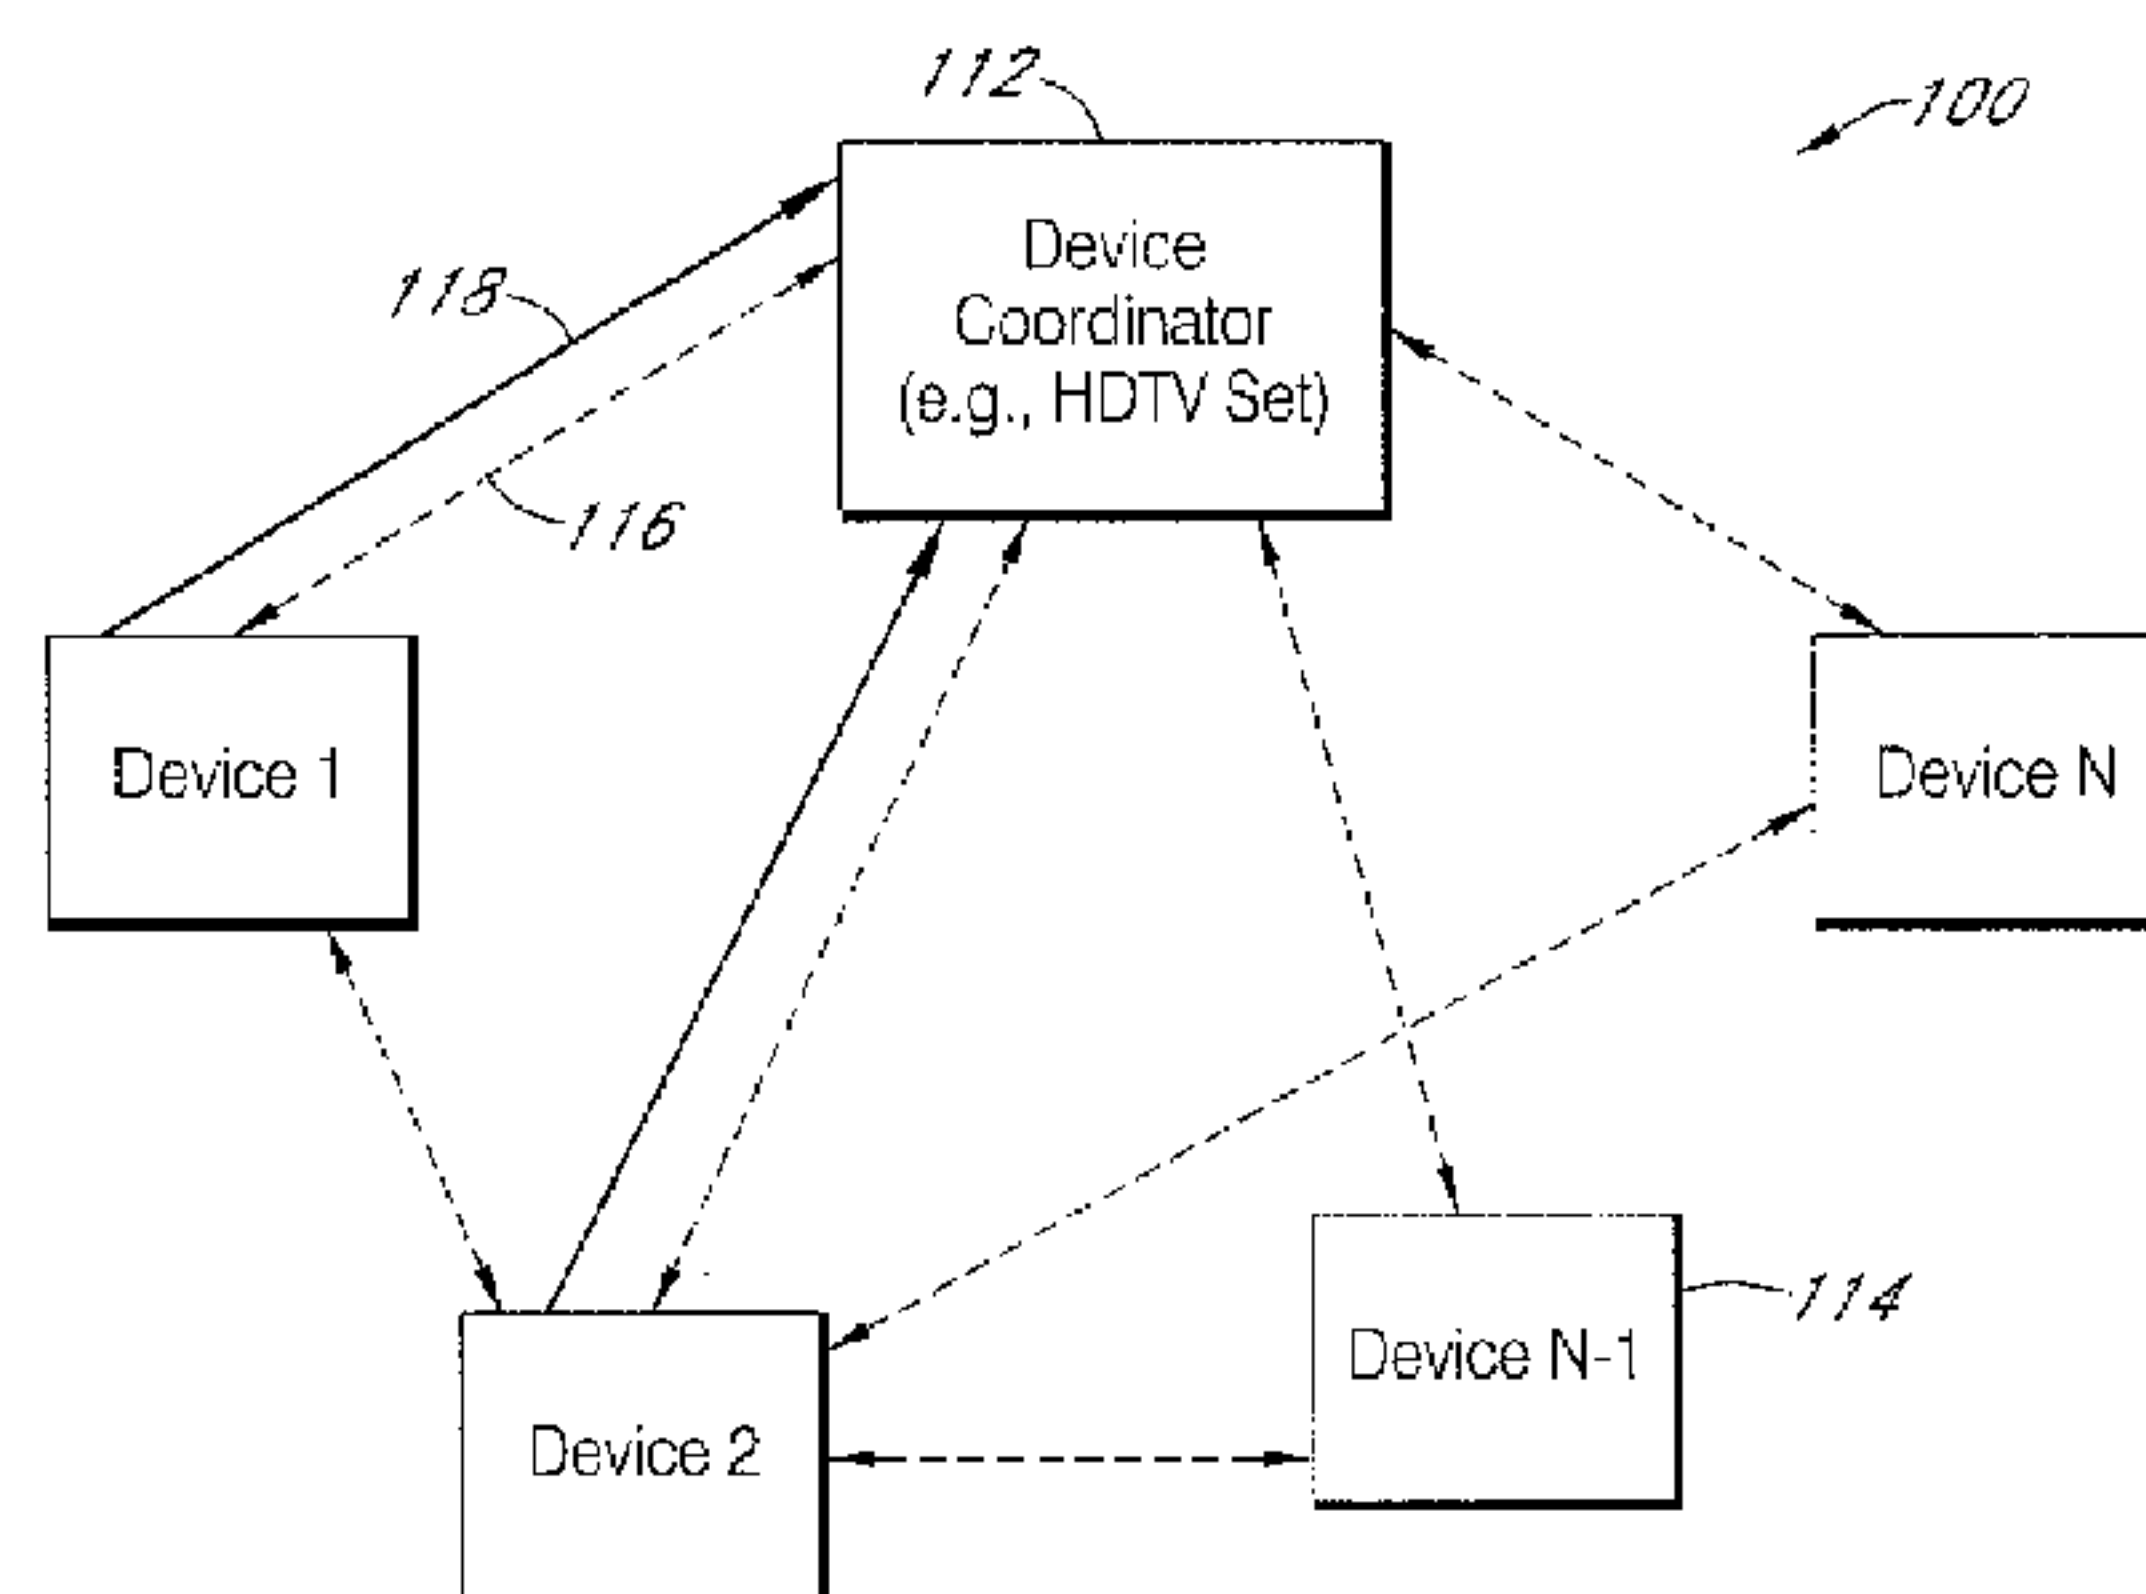 112
100
Device
Coordinator
(e.g., HDTV Set)
118
116
Device 1
Device N
114
Device N-1
Device 2